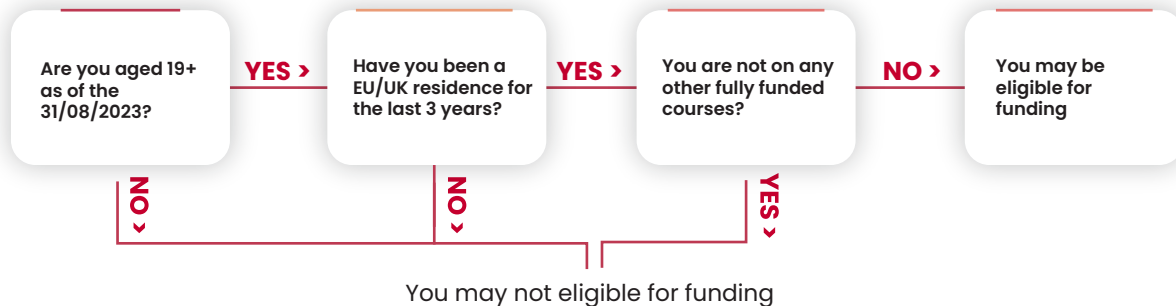 Are you aged 19+
as of the
31/08/2023?
YES >
Have you been a
EU/UK residence for
the last 3 years?
YES >
You are not on any
other fully funded
courses?
NO >
You may be
eligible for
funding
NO >
NO >
YES >
You may not eligible for funding